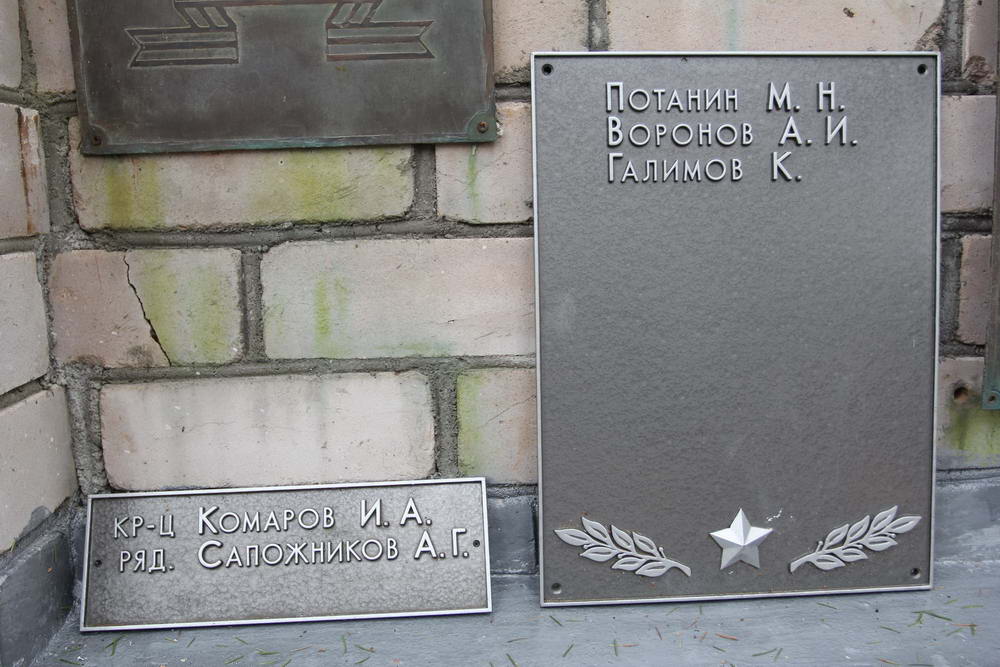 Потанин М. Н.
Воронов А. И.
Галимов К.
кр-ц Комаров И. А.
ряд. Сапожников А. Г.